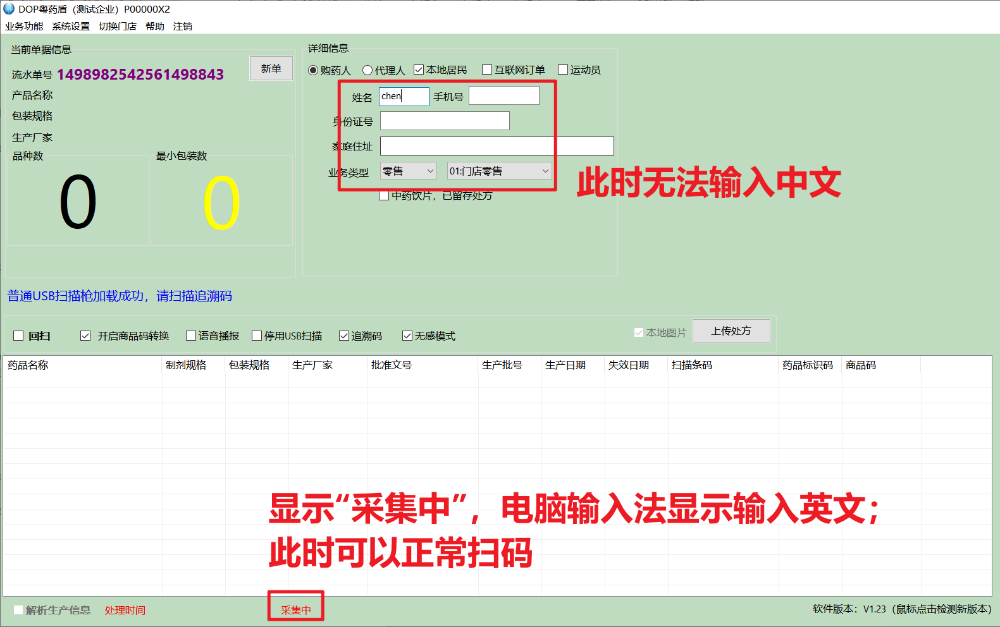 DOP粤药盾（测试企业）P00000X2
业务功能 系统设置 切换门店 帮助 注销
当前单据信息
流水单号 1498982542561498843
新单
产品名称
包装规格
生产厂家
品种数 最小包装数
0 0
详细信息
购药人 代理人 本地居民 互联网订单 运动员
姓名 chen 手机号
身份证号
家庭住址
业务类型 零售 01:门店零售
中药饮片，已留存处方
此时无法输入中文
普通USB扫描枪加载成功，请扫描追溯码
回扫 开启商品码转换 语音播报 停用USB扫描 追溯码 无感模式 本地图片 上传处方
药品名称 制剂规格 包装规格 生产厂家 批准文号 生产批号 生产日期 失效日期 扫描条码 药品标识码 商品码
显示“采集中”，电脑输入法显示输入英文；
此时可以正常扫码
解析生产信息 处理时间 采集中 软件版本：V1.23（鼠标点击检测新版本）